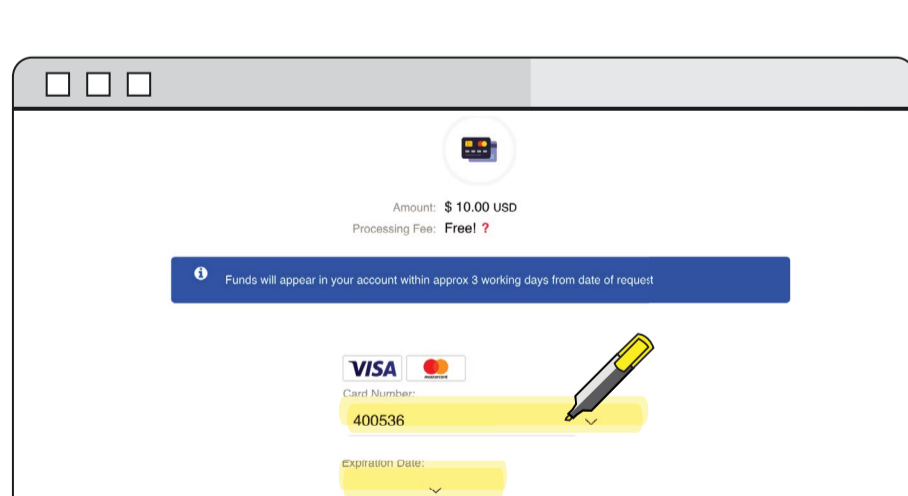 Amount: $ 10.00 USD
Processing Fee: Free! ?
Funds will appear in your account within approx 3 working days from date of request
VISA mastercard
Card Number:
400536
Expiration Date: